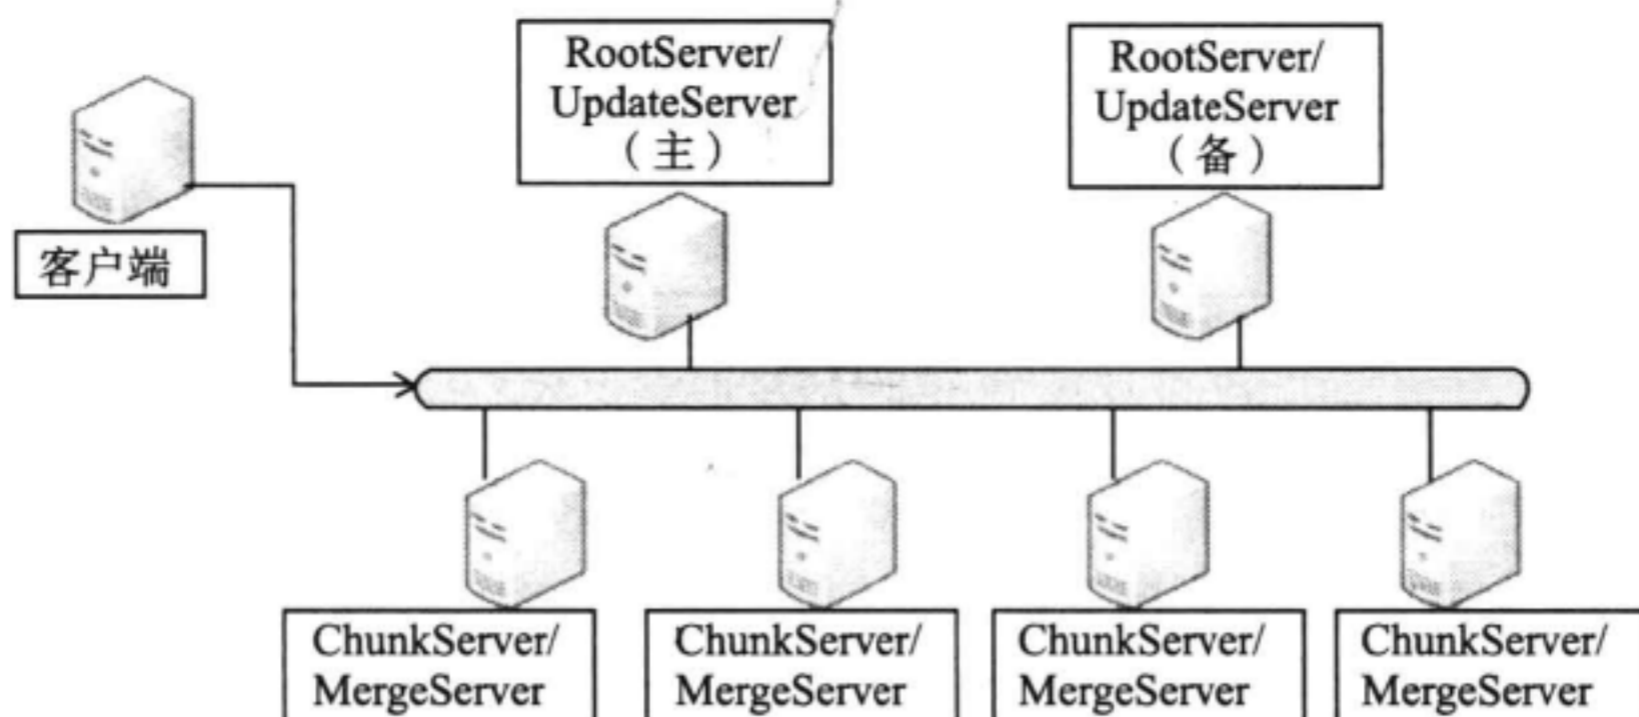 RootServer/
UpdateServer
（主）
RootServer/
UpdateServer
（备）
客户端
ChunkServer/
MergeServer
ChunkServer/
MergeServer
ChunkServer/
MergeServer
ChunkServer/
MergeServer